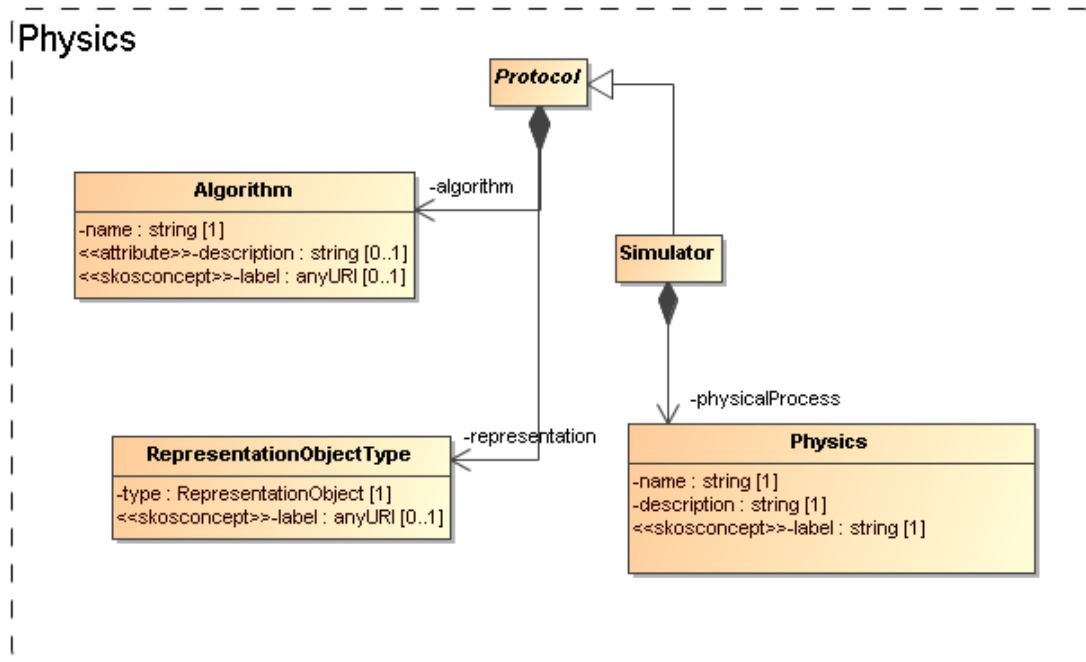 Physics
Protocol
Algorithm
-name : string [1]
<<attribute>>-description : string [0..1]
<<skosconcept>>-label : anyURI [0..1]
-algorithm
Simulator
-physicalProcess
-representation
RepresentationObjectType
-type : RepresentationObject [1]
<<skosconcept>>-label : anyURI [0..1]
Physics
-name : string [1]
-description : string [1]
<<skosconcept>>-label : string [1]